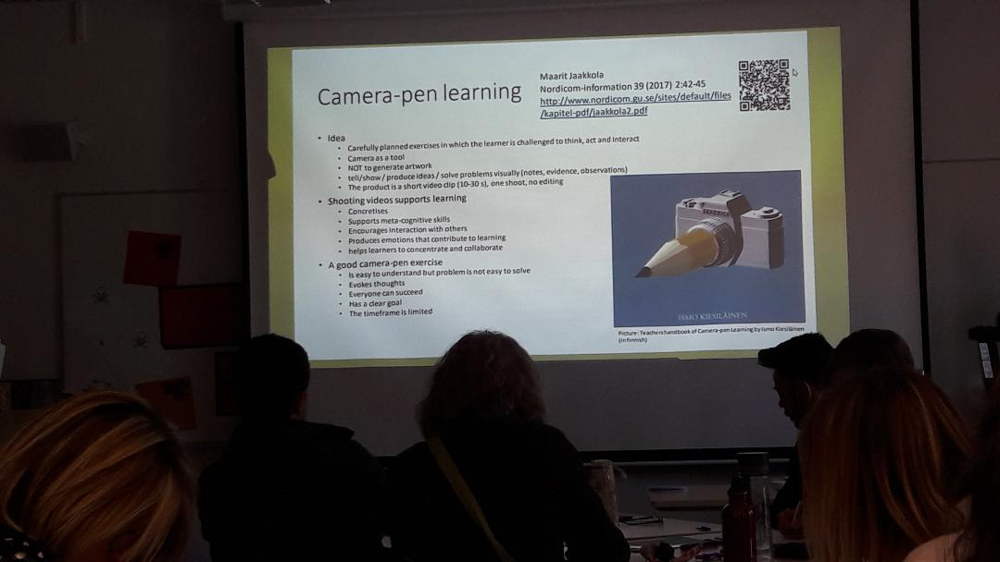 Camera-pen learning
Maarit Jaakkola
Nordicom-information 39 (2017) 2:42-45
http://www.nordicom.gu.se/sites/default/files
/kapitel-pdf/jaakkola2.pdf
• Idea
• Carefully planned exercises in which the learner is challenged to think, act and interact
• Camera as a tool
• NOT to generate artwork
• tell/show / produce ideas / solve problems visually (notes, evidence, observations)
• The product is a short video clip (10-30 s), one shoot, no editing
• Shooting videos supports learning
• Concretises
• Supports meta-cognitive skills
• Encourages interaction with others
• Produces emotions that contribute to learning
• helps learners to concentrate and collaborate
• A good camera-pen exercise
• Is easy to understand but problem is not easy to solve
• Evokes thoughts
• Everyone can succeed
• Has a clear goal
• The timeframe is limited
ISMO KIESILÄINEN
Picture: Teachers handbook of Camera-pen Learning by Ismo Kiesiläinen
(in finnish)